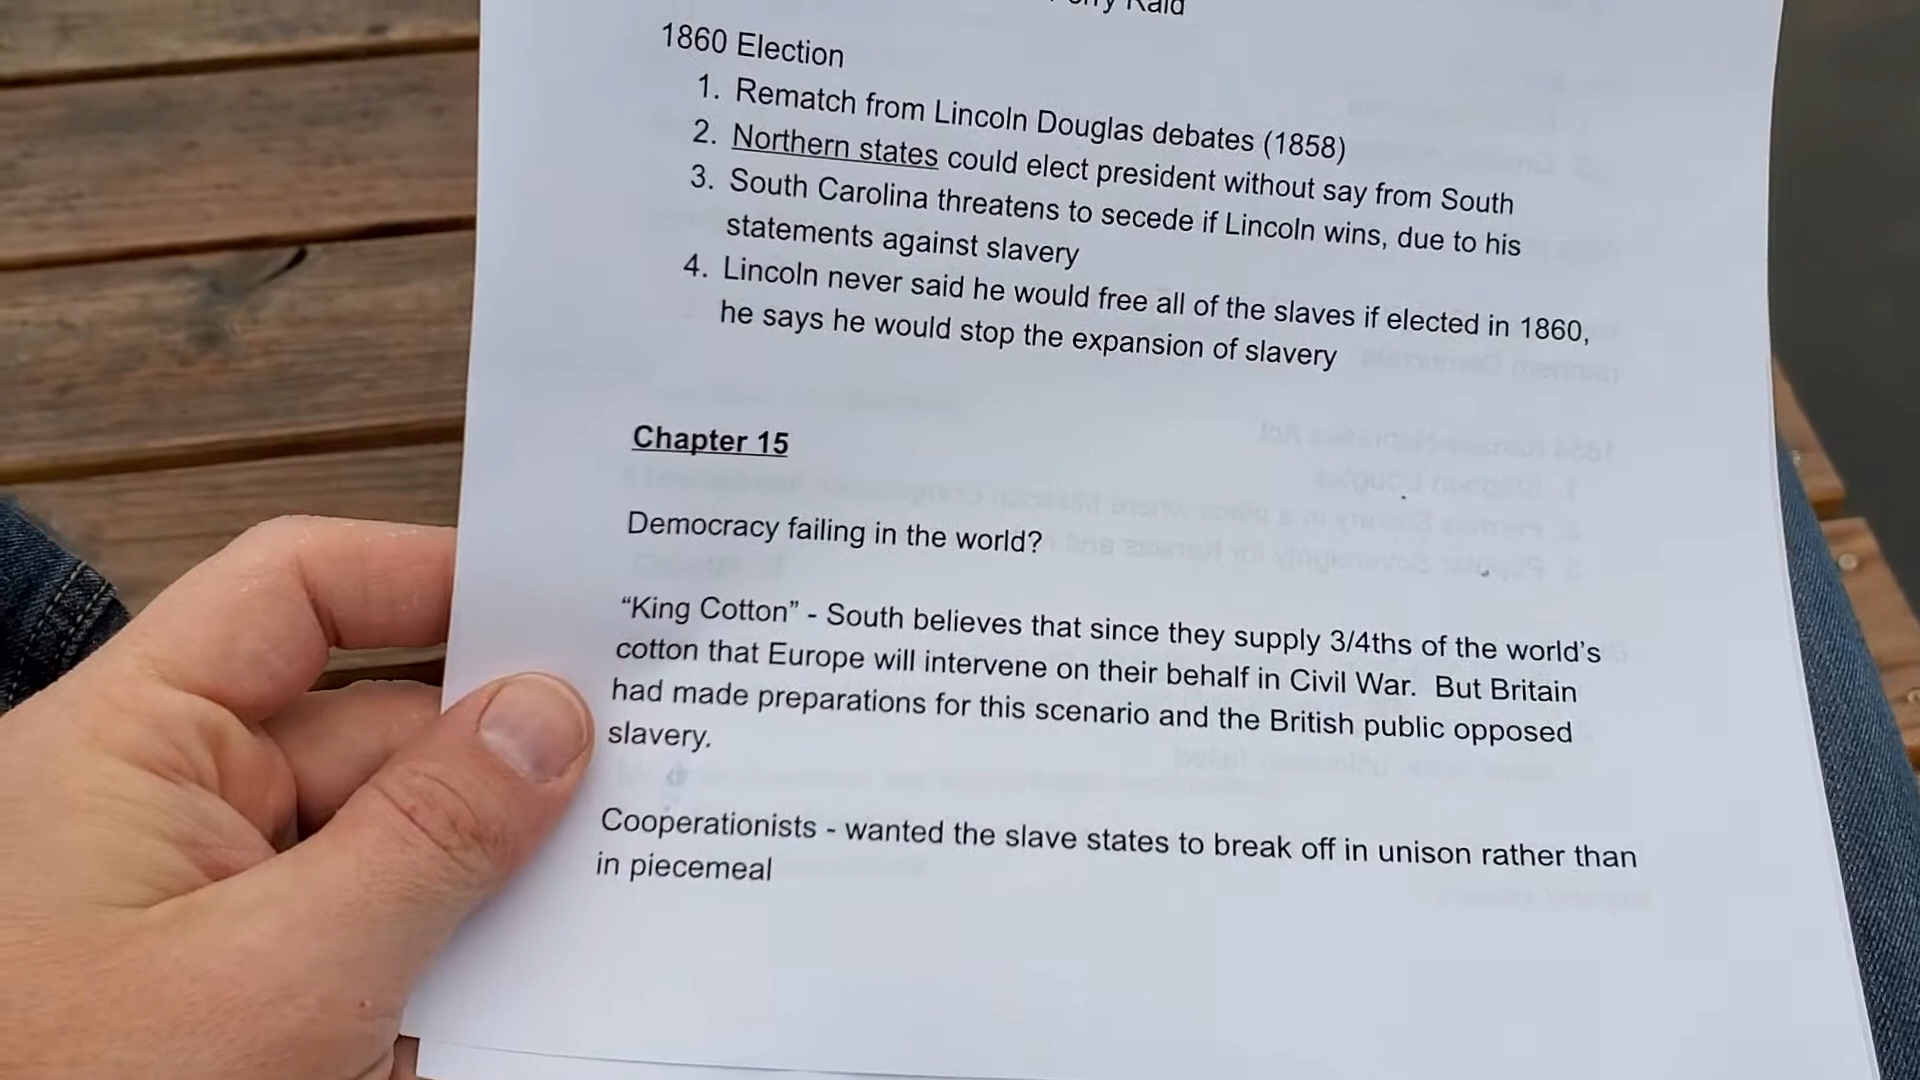 Raid
1860 Election
1. Rematch from Lincoln Douglas debates (1858)
2. Northern states could elect president without say from South
3. South Carolina threatens to secede if Lincoln wins, due to his
statements against slavery
4. Lincoln never said he would free all of the slaves if elected in 1860,
he says he would stop the expansion of slavery
Chapter 15
Democracy failing in the world?
“King Cotton” - South believes that since they supply 3/4ths of the world’s
cotton that Europe will intervene on their behalf in Civil War. But Britain
had made preparations for this scenario and the British public opposed
slavery.
Cooperationists - wanted the slave states to break off in unison rather than
in piecemeal